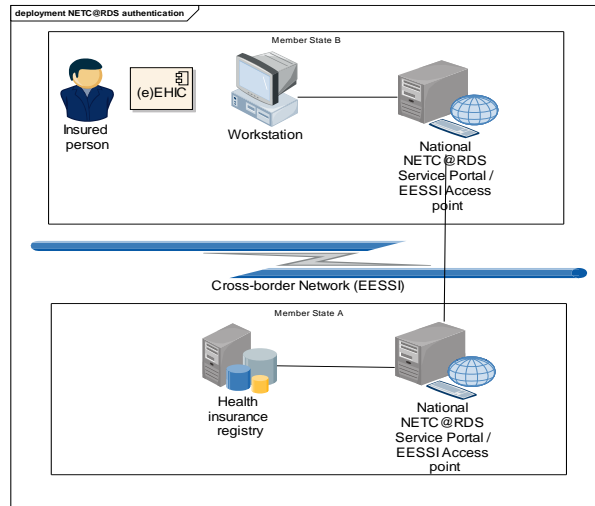 deployment NETC@RDS authentication
Member State B
(e)EHIC
Insured
person
Workstation
National
NETC@RDS
Service Portal /
EESSI Access
point
Cross-border Network (EESSI)
Member State A
Health
insurance
registry
National
NETC@RDS
Service Portal /
EESSI Access
point